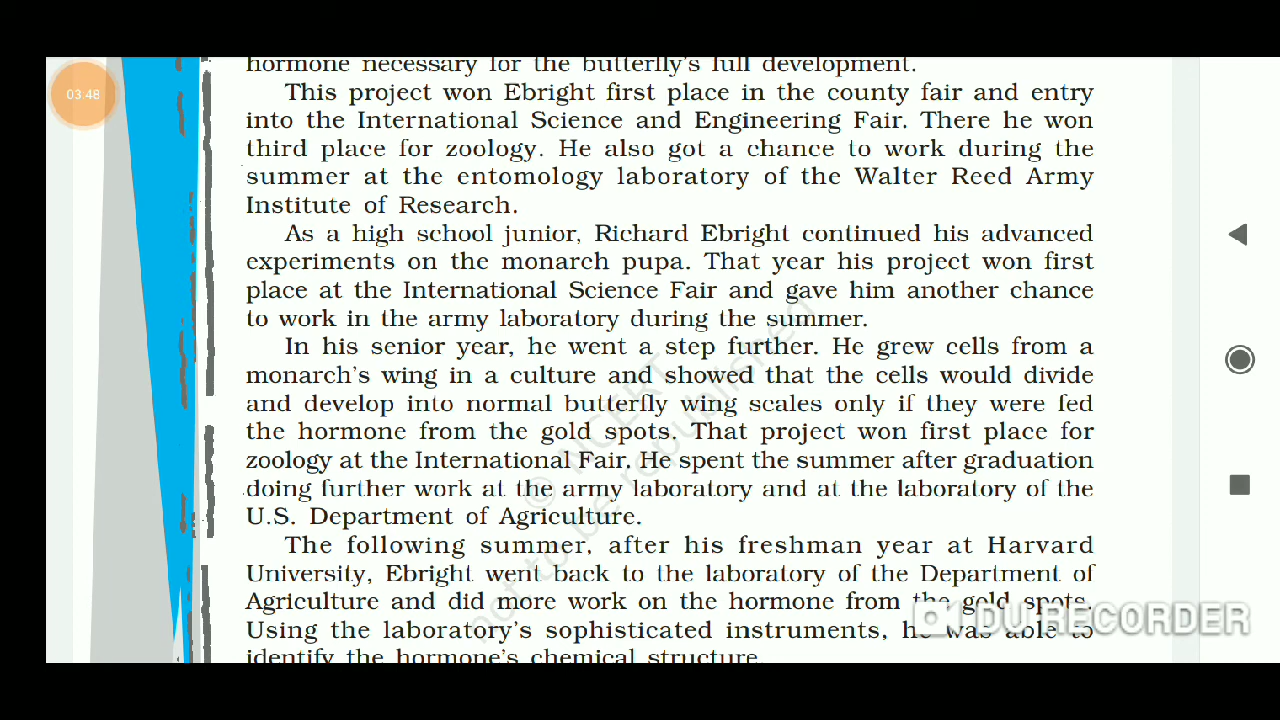 hormone necessary for the butterfly's full development.
03:48
This project won Ebright first place in the county fair and entry
into the International Science and Engineering Fair. There he won
third place for zoology. He also got a chance to work during the
summer at the entomology laboratory of the Walter Reed Army
Institute of Research.
As a high school junior, Richard Ebright continued his advanced
experiments on the monarch pupa. That year his project won first
place at the International Science Fair and gave him another chance
to work in the army laboratory during the summer.
In his senior year, he went a step further. He grew cells from a
monarch's wing in a culture and showed that the cells would divide
and develop into normal butterfly wing scales only if they were fed
the hormone from the gold spots. That project won first place for
zoology at the International Fair. He spent the summer after graduation
doing further work at the army laboratory and at the laboratory of the
U.S. Department of Agriculture.
The following summer, after his freshman year at Harvard
University, Ebright went back to the laboratory of the Department of
Agriculture and did more work on the hormone from the gold spots.
Using the laboratory's sophisticated instruments, he was able to
identify the hormone's chemical structure.
© NCERT
not to be republished
DU RECORDER